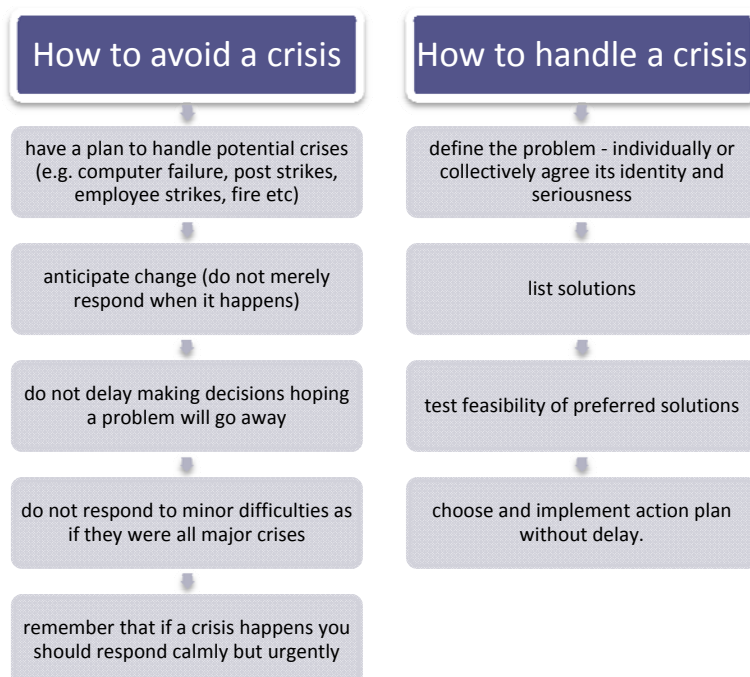 How to avoid a crisis
have a plan to handle potential crises
(e.g. computer failure, post strikes,
employee strikes, fire etc)
anticipate change (do not merely
respond when it happens)
do not delay making decisions hoping
a problem will go away
do not respond to minor difficulties as
if they were all major crises
remember that if a crisis happens you
should respond calmly but urgently
How to handle a crisis
define the problem - individually or
collectively agree its identity and
seriousness
list solutions
test feasibility of preferred solutions
choose and implement action plan
without delay.